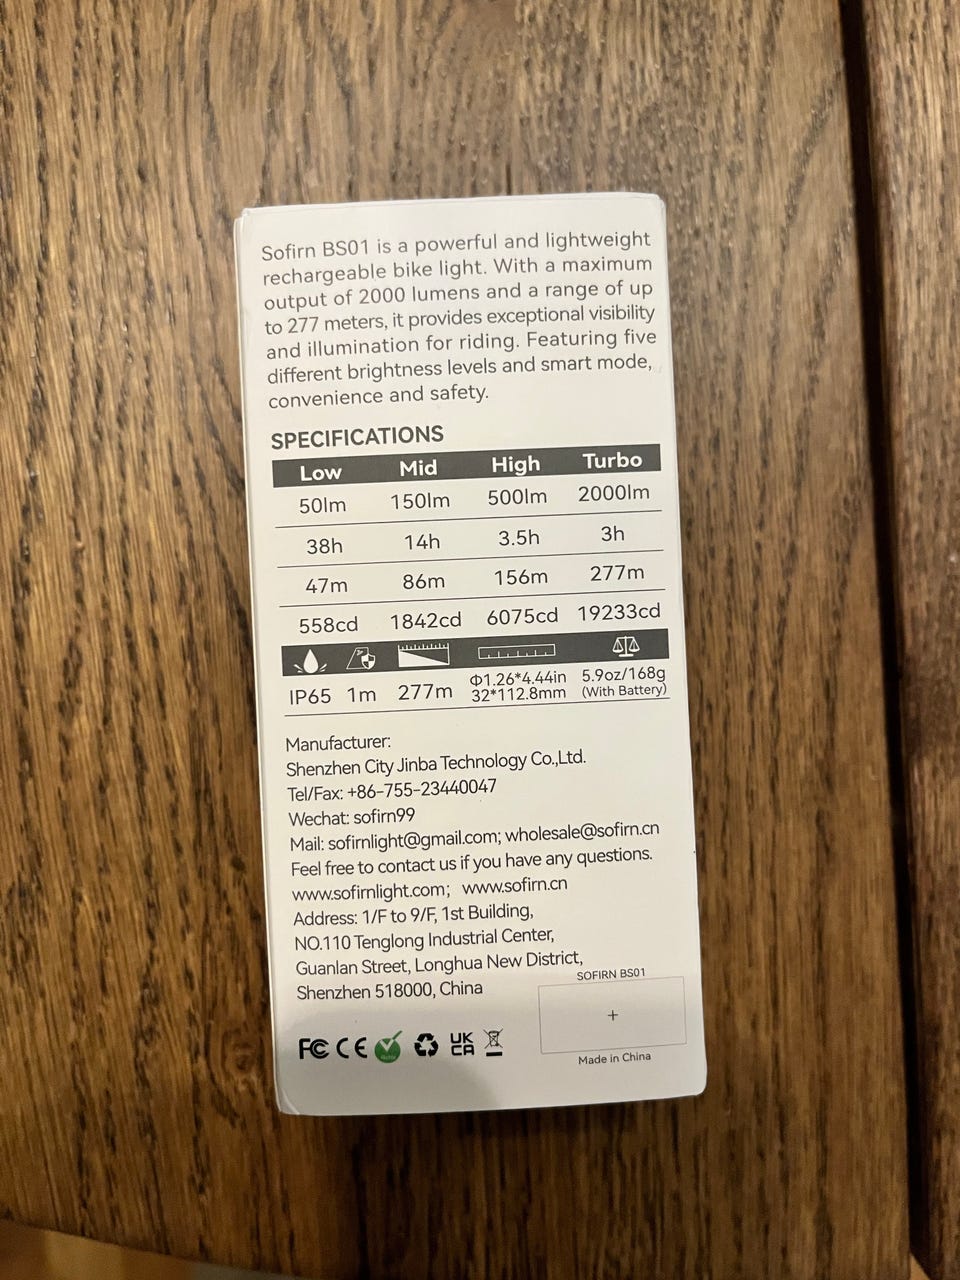 Sofirn BS01 is a powerful and lightweight
rechargeable bike light. With a maximum
output of 2000 lumens and a range of up
to 277 meters, it provides exceptional visibility
and illumination for riding. Featuring five
different brightness levels and smart mode,
convenience and safety.
SPECIFICATIONS
Low Mid High Turbo
50lm 150lm 500lm 2000lm
38h 14h 3.5h 3h
47m 86m 156m 277m
558cd 1842cd 6075cd 19233cd
IP65 1m 277m Φ1.26*4.44in 5.9oz/168g
32*112.8mm (With Battery)
Manufacturer:
Shenzhen City Jinba Technology Co.,Ltd.
Tel/Fax: +86-755-23440047
Wechat: sofirn99
Mail: sofirnlight@gmail.com; wholesale@sofirn.cn
Feel free to contact us if you have any questions.
www.sofirnlight.com; www.sofirn.cn
Address: 1/F to 9/F, 1st Building,
NO.110 Tenglong Industrial Center,
Guanlan Street, Longhua New District,
Shenzhen 518000, China
SOFIRN BS01
FC CE RoHS UK
CA
Made in China